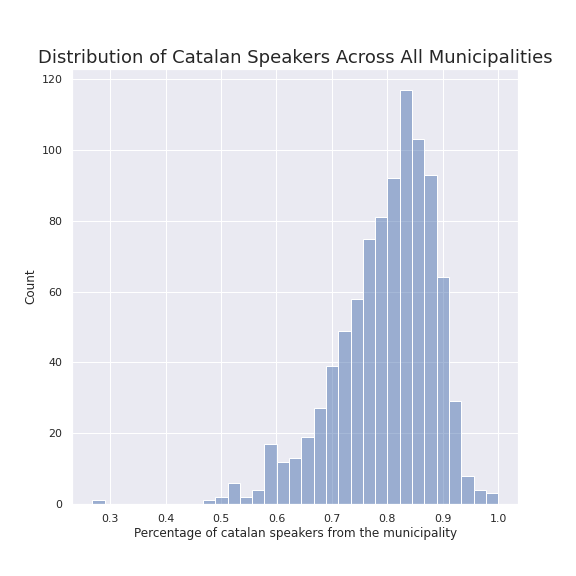 Distribution of Catalan Speakers Across All Municipalities
120
100
80
60
40
20
0
Count
0.3 0.4 0.5 0.6 0.7 0.8 0.9 1.0
Percentage of catalan speakers from the municipality